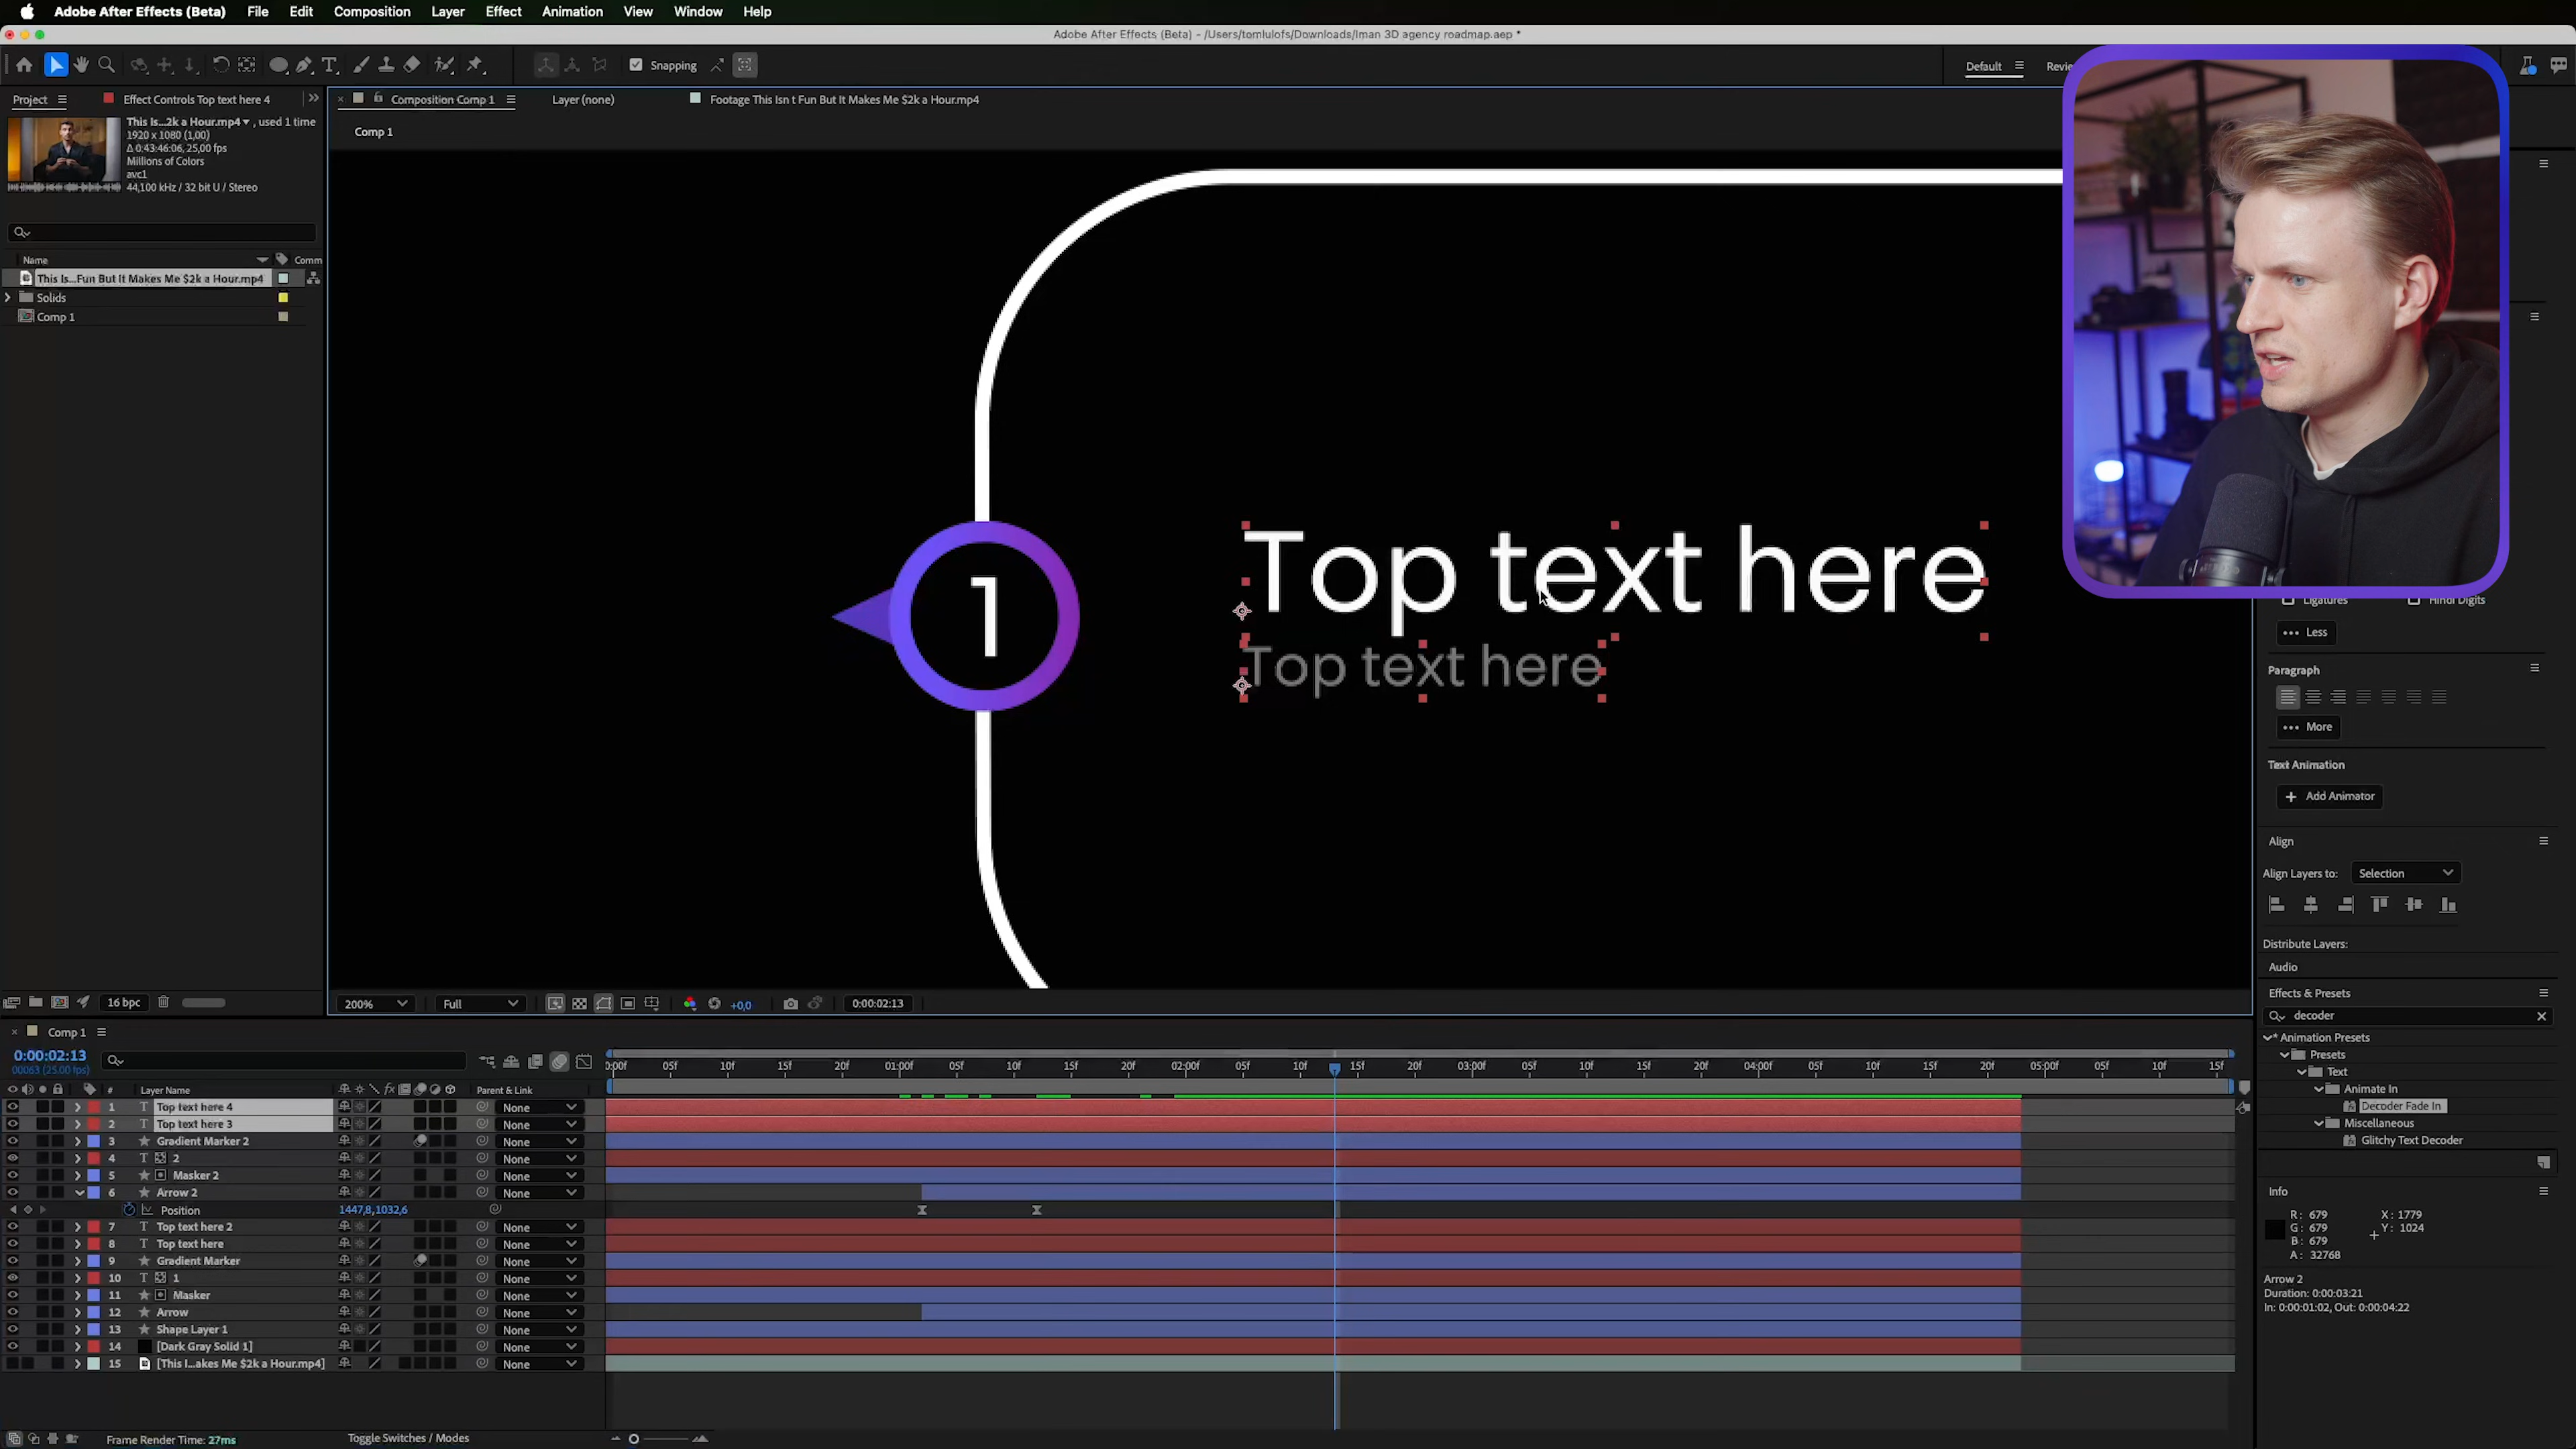 Adobe After Effects (Beta) File Edit Composition Layer Effect Animation View Window Help
Adobe After Effects (Beta) - /Users/tomlulofs/Downloads/Iman 3D agency roadmap.aep *
Snapping
Default
Review
Project
Effect Controls Top text here 4
Composition Comp 1
Layer (none)
Footage This Isn t Fun But It Makes Me $2k a Hour.mp4
This Is...2k a Hour.mp4 , used 1 time
1920 x 1080 (1,00)
Δ 0:43:46:06, 25,00 fps
Millions of Colors
avc1
44,100 kHz / 32 bit U / Stereo
Comp 1
Name
Comm
This Is...Fun But It Makes Me $2k a Hour.mp4
Solids
Comp 1
1
Top text here
Top text here
Ligatures
Hindi Digits
Less
Paragraph
More
Text Animation
Add Animator
Align
Align Layers to: Selection
Distribute Layers:
Audio
Effects & Presets
decoder
* Animation Presets
Presets
Text
Animate In
Decoder Fade In
Miscellaneous
Glitchy Text Decoder
Info
R: 679
G: 679
B: 679
A: 32768
X: 1779
Y: 1024
Arrow 2
Duration: 0:00:03:21
In: 0:00:01:02, Out: 0:00:04:22
16 bpc
200%
Full
+0,0
0:00:02:13
Comp 1
0:00:02:13
00063 (25.00 fps)
0:00f 05f 10f 15f 20f 01:00f 05f 10f 15f 20f 02:00f 05f 10f 15f 20f 03:00f 05f 10f 15f 20f 04:00f 05f 10f 15f 20f 05:00f 05f 10f 15f
# Layer Name fx Parent & Link
1 T Top text here 4 None
2 T Top text here 3 None
3 Gradient Marker 2 None
4 T 2 None
5 Masker 2 None
6 Arrow 2 None
Position 1447,8,1032,6
7 T Top text here 2 None
8 T Top text here None
9 Gradient Marker None
10 T 1 None
11 Masker None
12 Arrow None
13 Shape Layer 1 None
14 [Dark Gray Solid 1] None
15 [This I...akes Me $2k a Hour.mp4] None
Frame Render Time: 27ms
Toggle Switches / Modes